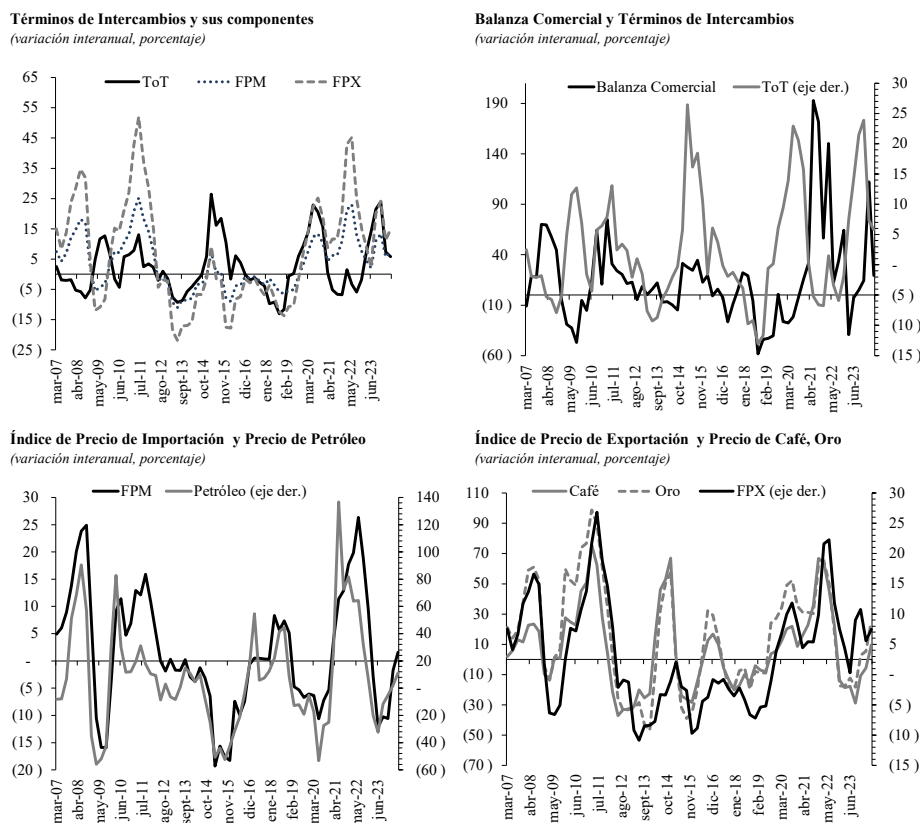 Términos de Intercambios y sus componentes
(variación interanual, porcentaje)
ToT FPM FPX
65
55
45
35
25
15
5
(5 )
(15 )
(25 )
mar-07
abr-08
may-09
jun-10
jul-11
ago-12
sept-13
oct-14
nov-15
dic-16
ene-18
feb-19
mar-20
abr-21
may-22
jun-23
Balanza Comercial y Términos de Intercambios
(variación interanual, porcentaje)
Balanza Comercial ToT (eje der.)
190
140
90
40
(10 )
(60 )
30
25
20
15
10
5
-
(5 )
(10 )
(15 )
mar-07
abr-08
may-09
jun-10
jul-11
ago-12
sept-13
oct-14
nov-15
dic-16
ene-18
feb-19
mar-20
abr-21
may-22
jun-23
Índice de Precio de Importación y Precio de Petróleo
(variación interanual, porcentaje)
FPM Petróleo (eje der.)
30
25
20
15
10
5
-
(5 )
(10 )
(15 )
(20 )
140
120
100
80
60
40
20
-
(20 )
(40 )
(60 )
mar-07
abr-08
may-09
jun-10
jul-11
ago-12
sept-13
oct-14
nov-15
dic-16
ene-18
feb-19
mar-20
abr-21
may-22
jun-23
Índice de Precio de Exportación y Precio de Café, Oro
(variación interanual, porcentaje)
Café Oro FPX (eje der.)
110
90
70
50
30
10
(10 )
(30 )
(50 )
(70 )
30
25
20
15
10
5
-
(5 )
(10 )
(15 )
mar-07
abr-08
may-09
jun-10
jul-11
ago-12
sept-13
oct-14
nov-15
dic-16
ene-18
feb-19
mar-20
abr-21
may-22
jun-23